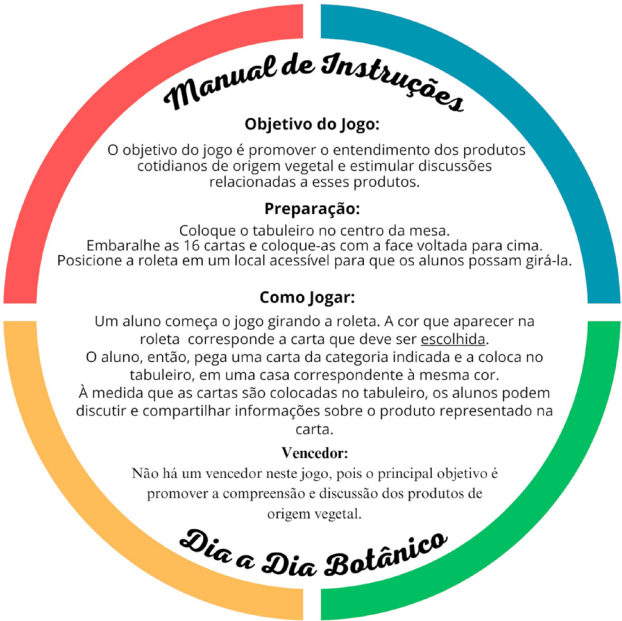 Manual de Instruções
Objetivo do Jogo:
O objetivo do jogo é promover o entendimento dos produtos
cotidianos de origem vegetal e estimular discussões
relacionadas a esses produtos.
Preparação:
Coloque o tabuleiro no centro da mesa.
Embaralhe as 16 cartas e coloque-as com a face voltada para cima.
Posicione a roleta em um local acessível para que os alunos possam girá-la.
Como Jogar:
Um aluno começa o jogo girando a roleta. A cor que aparecer na
roleta corresponde a carta que deve ser escolhida.
O aluno, então, pega uma carta da categoria indicada e a coloca no
tabuleiro, em uma casa correspondente à mesma cor.
À medida que as cartas são colocadas no tabuleiro, os alunos podem
discutir e compartilhar informações sobre o produto representado na
carta.
Vencedor:
Não há um vencedor neste jogo, pois o principal objetivo é
promover a compreensão e discussão dos produtos de
origem vegetal.
Dia a Dia Botânico